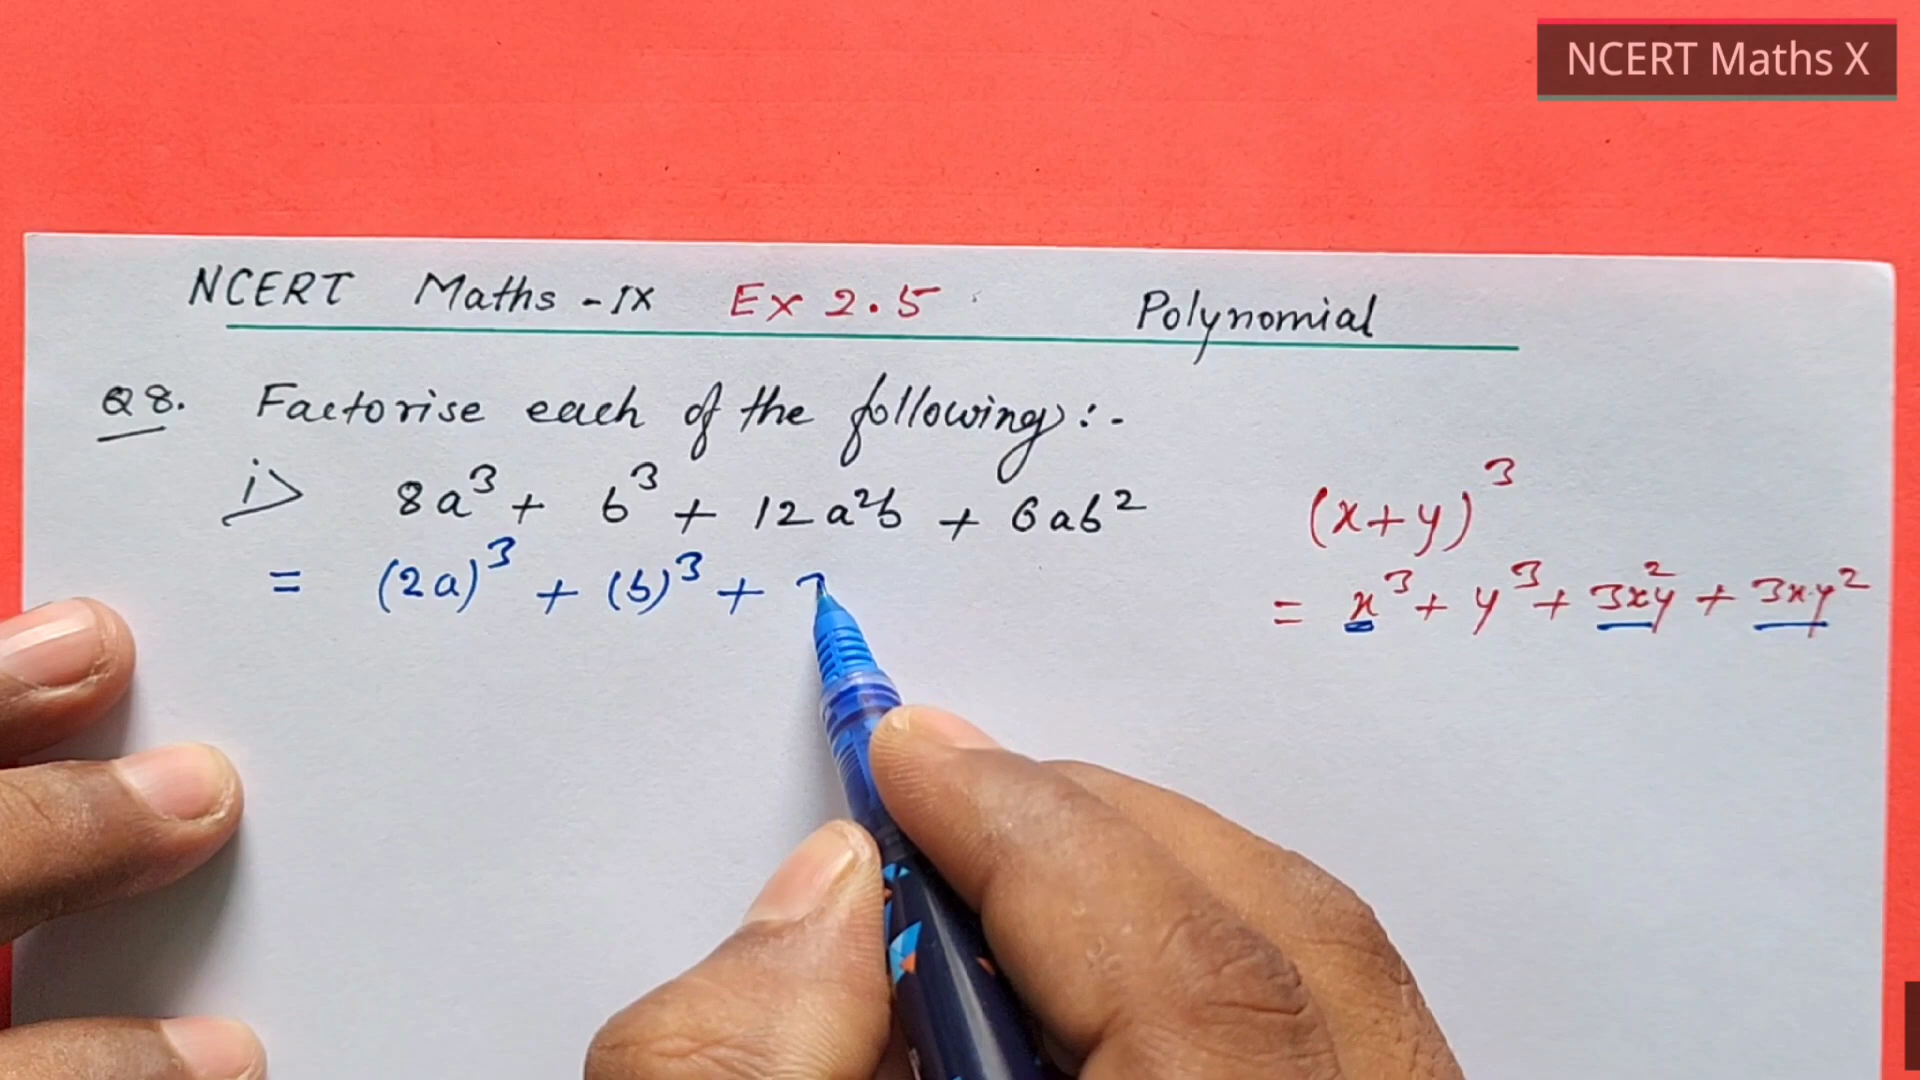 NCERT Maths X
NCERT Maths - IX Ex 2.5 Polynomial
Q8. Factorise each of the following:-
i> 8a³ + b³ + 12a²b + 6ab²
= (2a)³ + (b)³ +
(x+y)³
= x³ + y³ + 3x²y + 3xy²